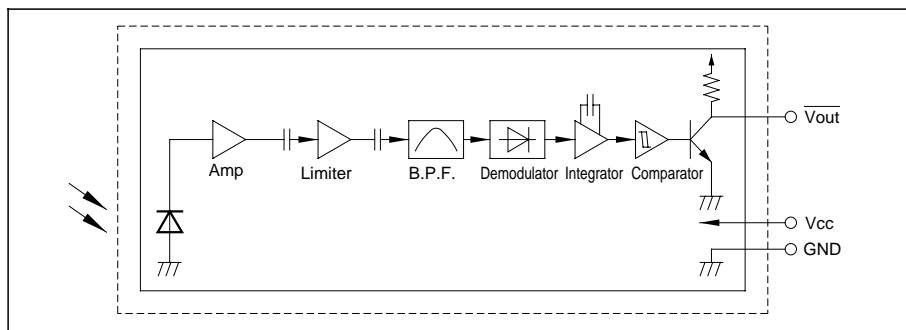 Vout
Amp
Limiter
B.P.F.
Demodulator
Integrator
Comparator
Vcc
GND